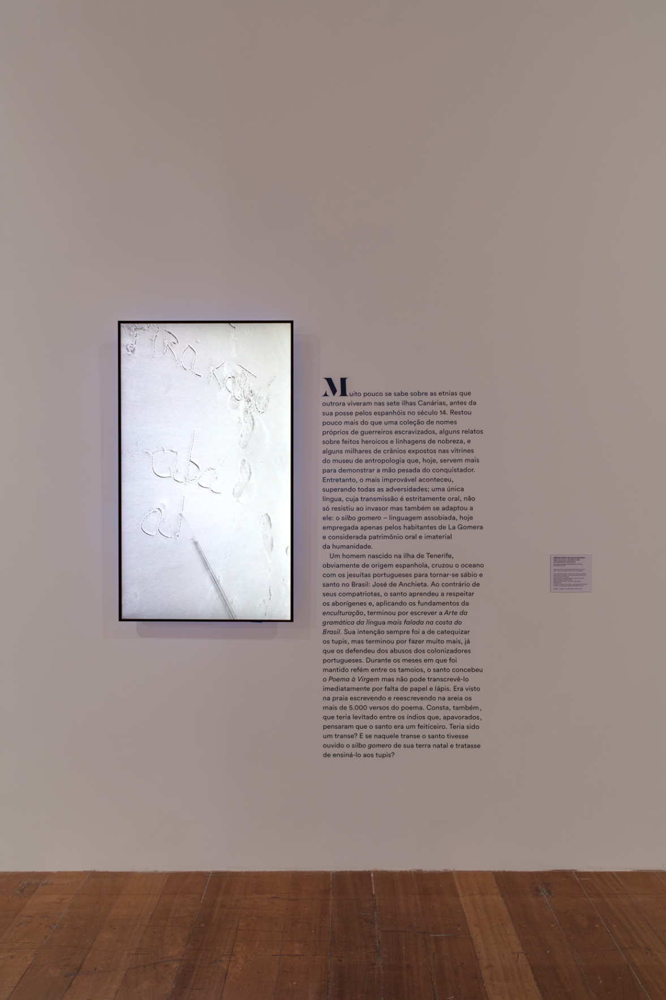 aba
Muito pouco se sabe sobre as etnias que
outrora viveram nas sete ilhas Canárias, antes da
sua posse pelos espanhóis no século 14. Restou
pouco mais do que uma coleção de nomes
próprios de guerreiros escravizados, alguns relatos
sobre feitos heroicos e linhagens de nobreza, e
alguns milhares de crânios expostos nas vitrines
do museu de antropologia que, hoje, servem mais
para demonstrar a mão pesada do conquistador.
Entretanto, o mais improvável aconteceu,
superando todas as adversidades; uma única
língua, cuja transmissão é estritamente oral, não
só resistiu ao invasor mas também se adaptou a
ele: o silbo gomero – linguagem assobiada, hoje
empregada apenas pelos habitantes de La Gomera
e considerada patrimônio oral e imaterial
da humanidade.
Um homem nascido na ilha de Tenerife,
obviamente de origem espanhola, cruzou o oceano
com os jesuítas portugueses para tornar-se sábio e
santo no Brasil: José de Anchieta. Ao contrário de
seus compatriotas, o santo aprendeu a respeitar
os aborígenes e, aplicando os fundamentos da
enculturação, terminou por escrever a Arte da
gramática da língua mais falada na costa do
Brasil. Sua intenção sempre foi a de catequizar
os tupis, mas terminou por fazer muito mais, já
que os defendeu dos abusos dos colonizadores
portugueses. Durante os meses em que foi
mantido refém entre os tamoios, o santo concebeu
o Poema à Virgem mas não pode transcrevê-lo
imediatamente por falta de papel e lápis. Era visto
na praia escrevendo e reescrevendo na areia os
mais de 5.000 versos do poema. Consta, também,
que teria levitado entre os índios que, apavorados,
pensaram que o santo era um feiticeiro. Teria sido
um transe? E se naquele transe o santo tivesse
ouvido o silbo gomero de sua terra natal e tratasse
de ensiná-lo aos tupis?